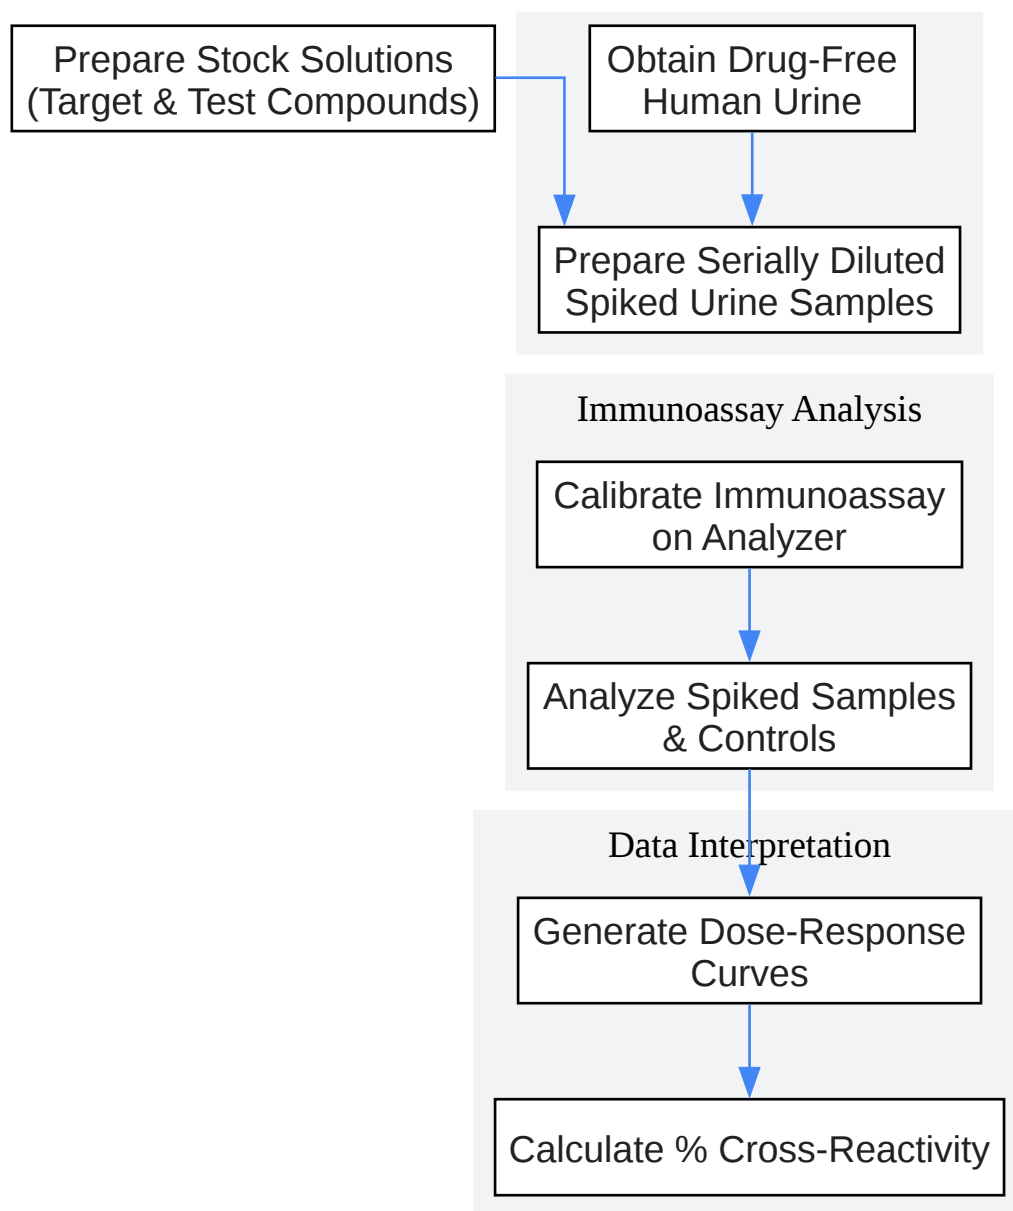 Prepare Stock Solutions
(Target & Test Compounds)
Obtain Drug-Free
Human Urine
Prepare Serially Diluted
Spiked Urine Samples
Immunoassay Analysis
Calibrate Immunoassay
on Analyzer
Analyze Spiked Samples
& Controls
Data Interpretation
Generate Dose-Response
Curves
Calculate % Cross-Reactivity